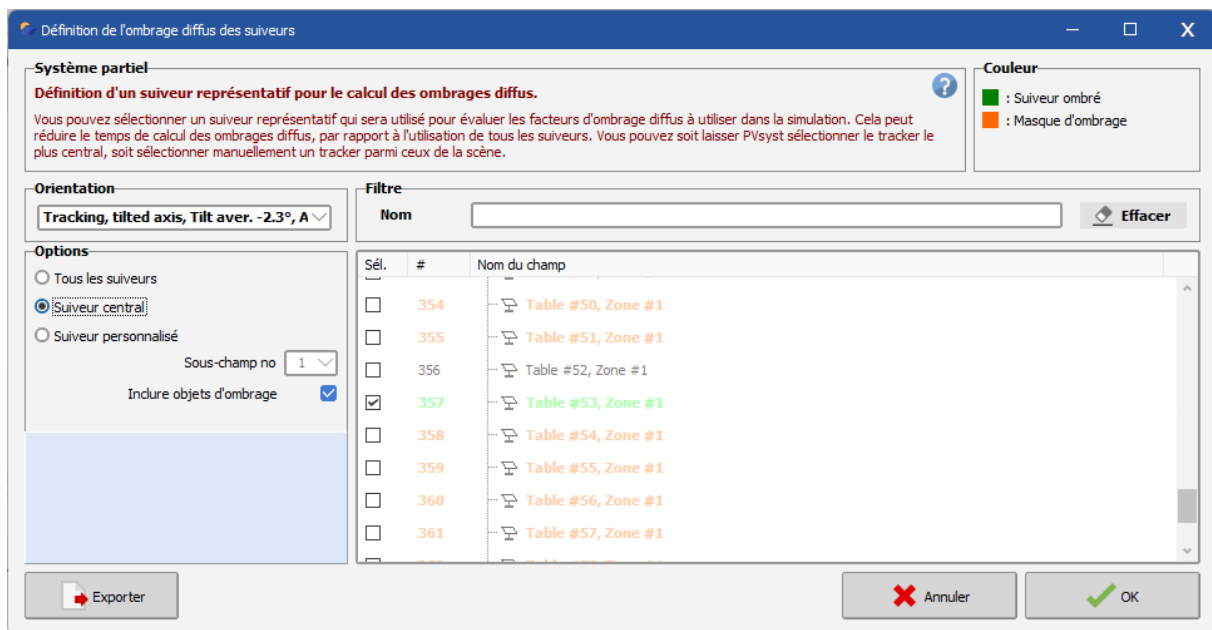 Définition de l'ombrage diffus des suiveurs
Système partiel
Définition d'un suiveur représentatif pour le calcul des ombrages diffus.
Vous pouvez sélectionner un suiveur représentatif qui sera utilisé pour évaluer les facteurs d'ombrage diffus à utiliser dans la simulation. Cela peut
réduire le temps de calcul des ombrages diffus, par rapport à l'utilisation de tous les suiveurs. Vous pouvez soit laisser PVsyst sélectionner le tracker le
plus central, soit sélectionner manuellement un tracker parmi ceux de la scène.
Couleur
: Suiveur ombré
: Masque d'ombrage
Orientation
Tracking, tilted axis, Tilt aver. -2.3°, A
Filtre
Nom
Effacer
Options
Tous les suiveurs
Suiveur central
Suiveur personnalisé
Sous-champ no 1
Inclure objets d'ombrage
Sél. # Nom du champ
354 Table #50, Zone #1
355 Table #51, Zone #1
356 Table #52, Zone #1
357 Table #53, Zone #1
358 Table #54, Zone #1
359 Table #55, Zone #1
360 Table #56, Zone #1
361 Table #57, Zone #1
Exporter
Annuler
OK